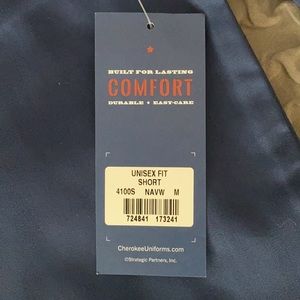 BUILT FOR LASTING
COMFORT
DURABLE + EASY-CARE
UNISEX FIT
SHORT
4100S NAVW M
724841 173241
CherokeeUniforms.com
©Strategic Partners, Inc.